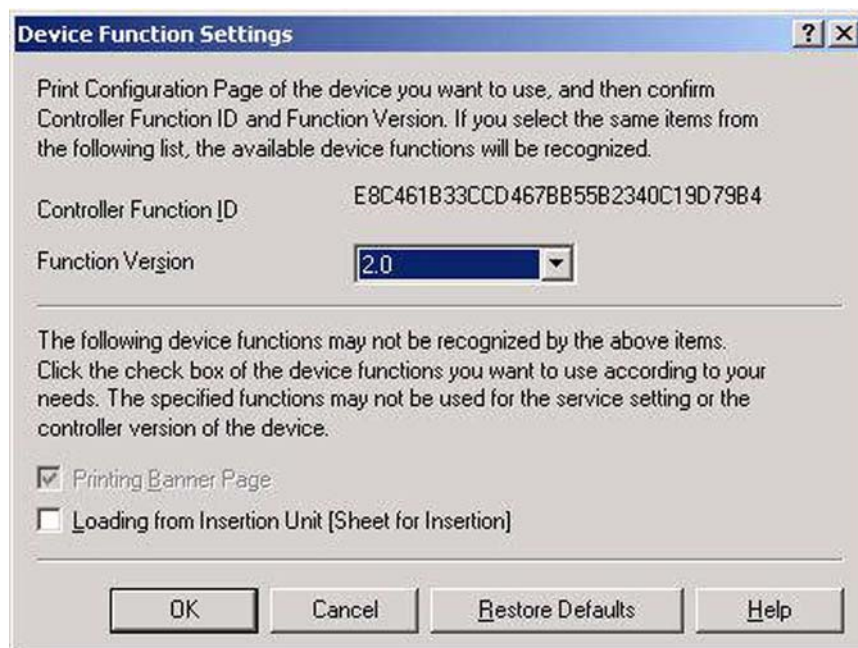 Device Function Settings
Print Configuration Page of the device you want to use, and then confirm
Controller Function ID and Function Version. If you select the same items from
the following list, the available device functions will be recognized.
Controller Function ID E8C461B33CCD467BB55B2340C19D79B4
Function Version 2.0
The following device functions may not be recognized by the above items.
Click the check box of the device functions you want to use according to your
needs. The specified functions may not be used for the service setting or the
controller version of the device.
Printing Banner Page
Loading from Insertion Unit [Sheet for Insertion]
OK Cancel Restore Defaults Help